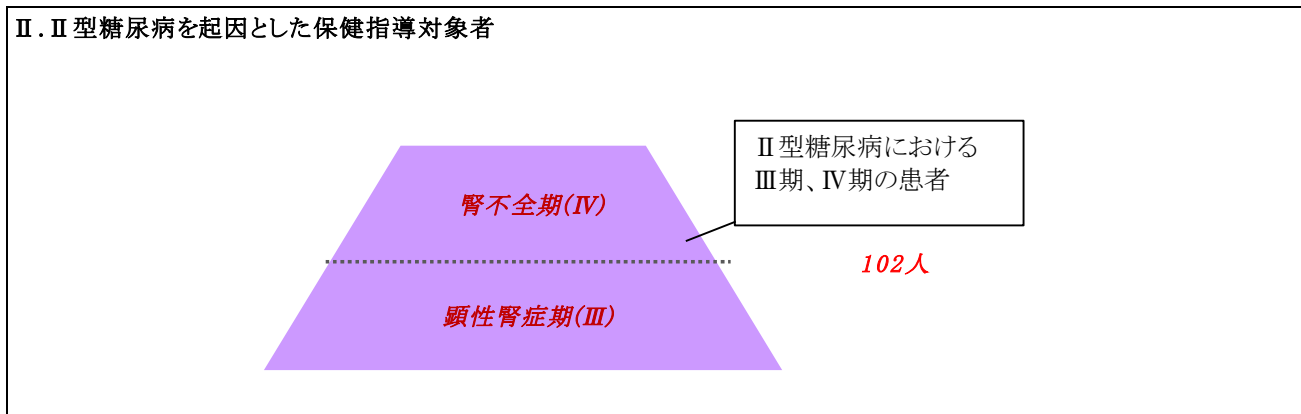 Ⅱ.Ⅱ型糖尿病を起因とした保健指導対象者
Ⅱ型糖尿病における
Ⅲ期、Ⅳ期の患者
腎不全期(Ⅳ)
102人
顕性腎症期(Ⅲ)